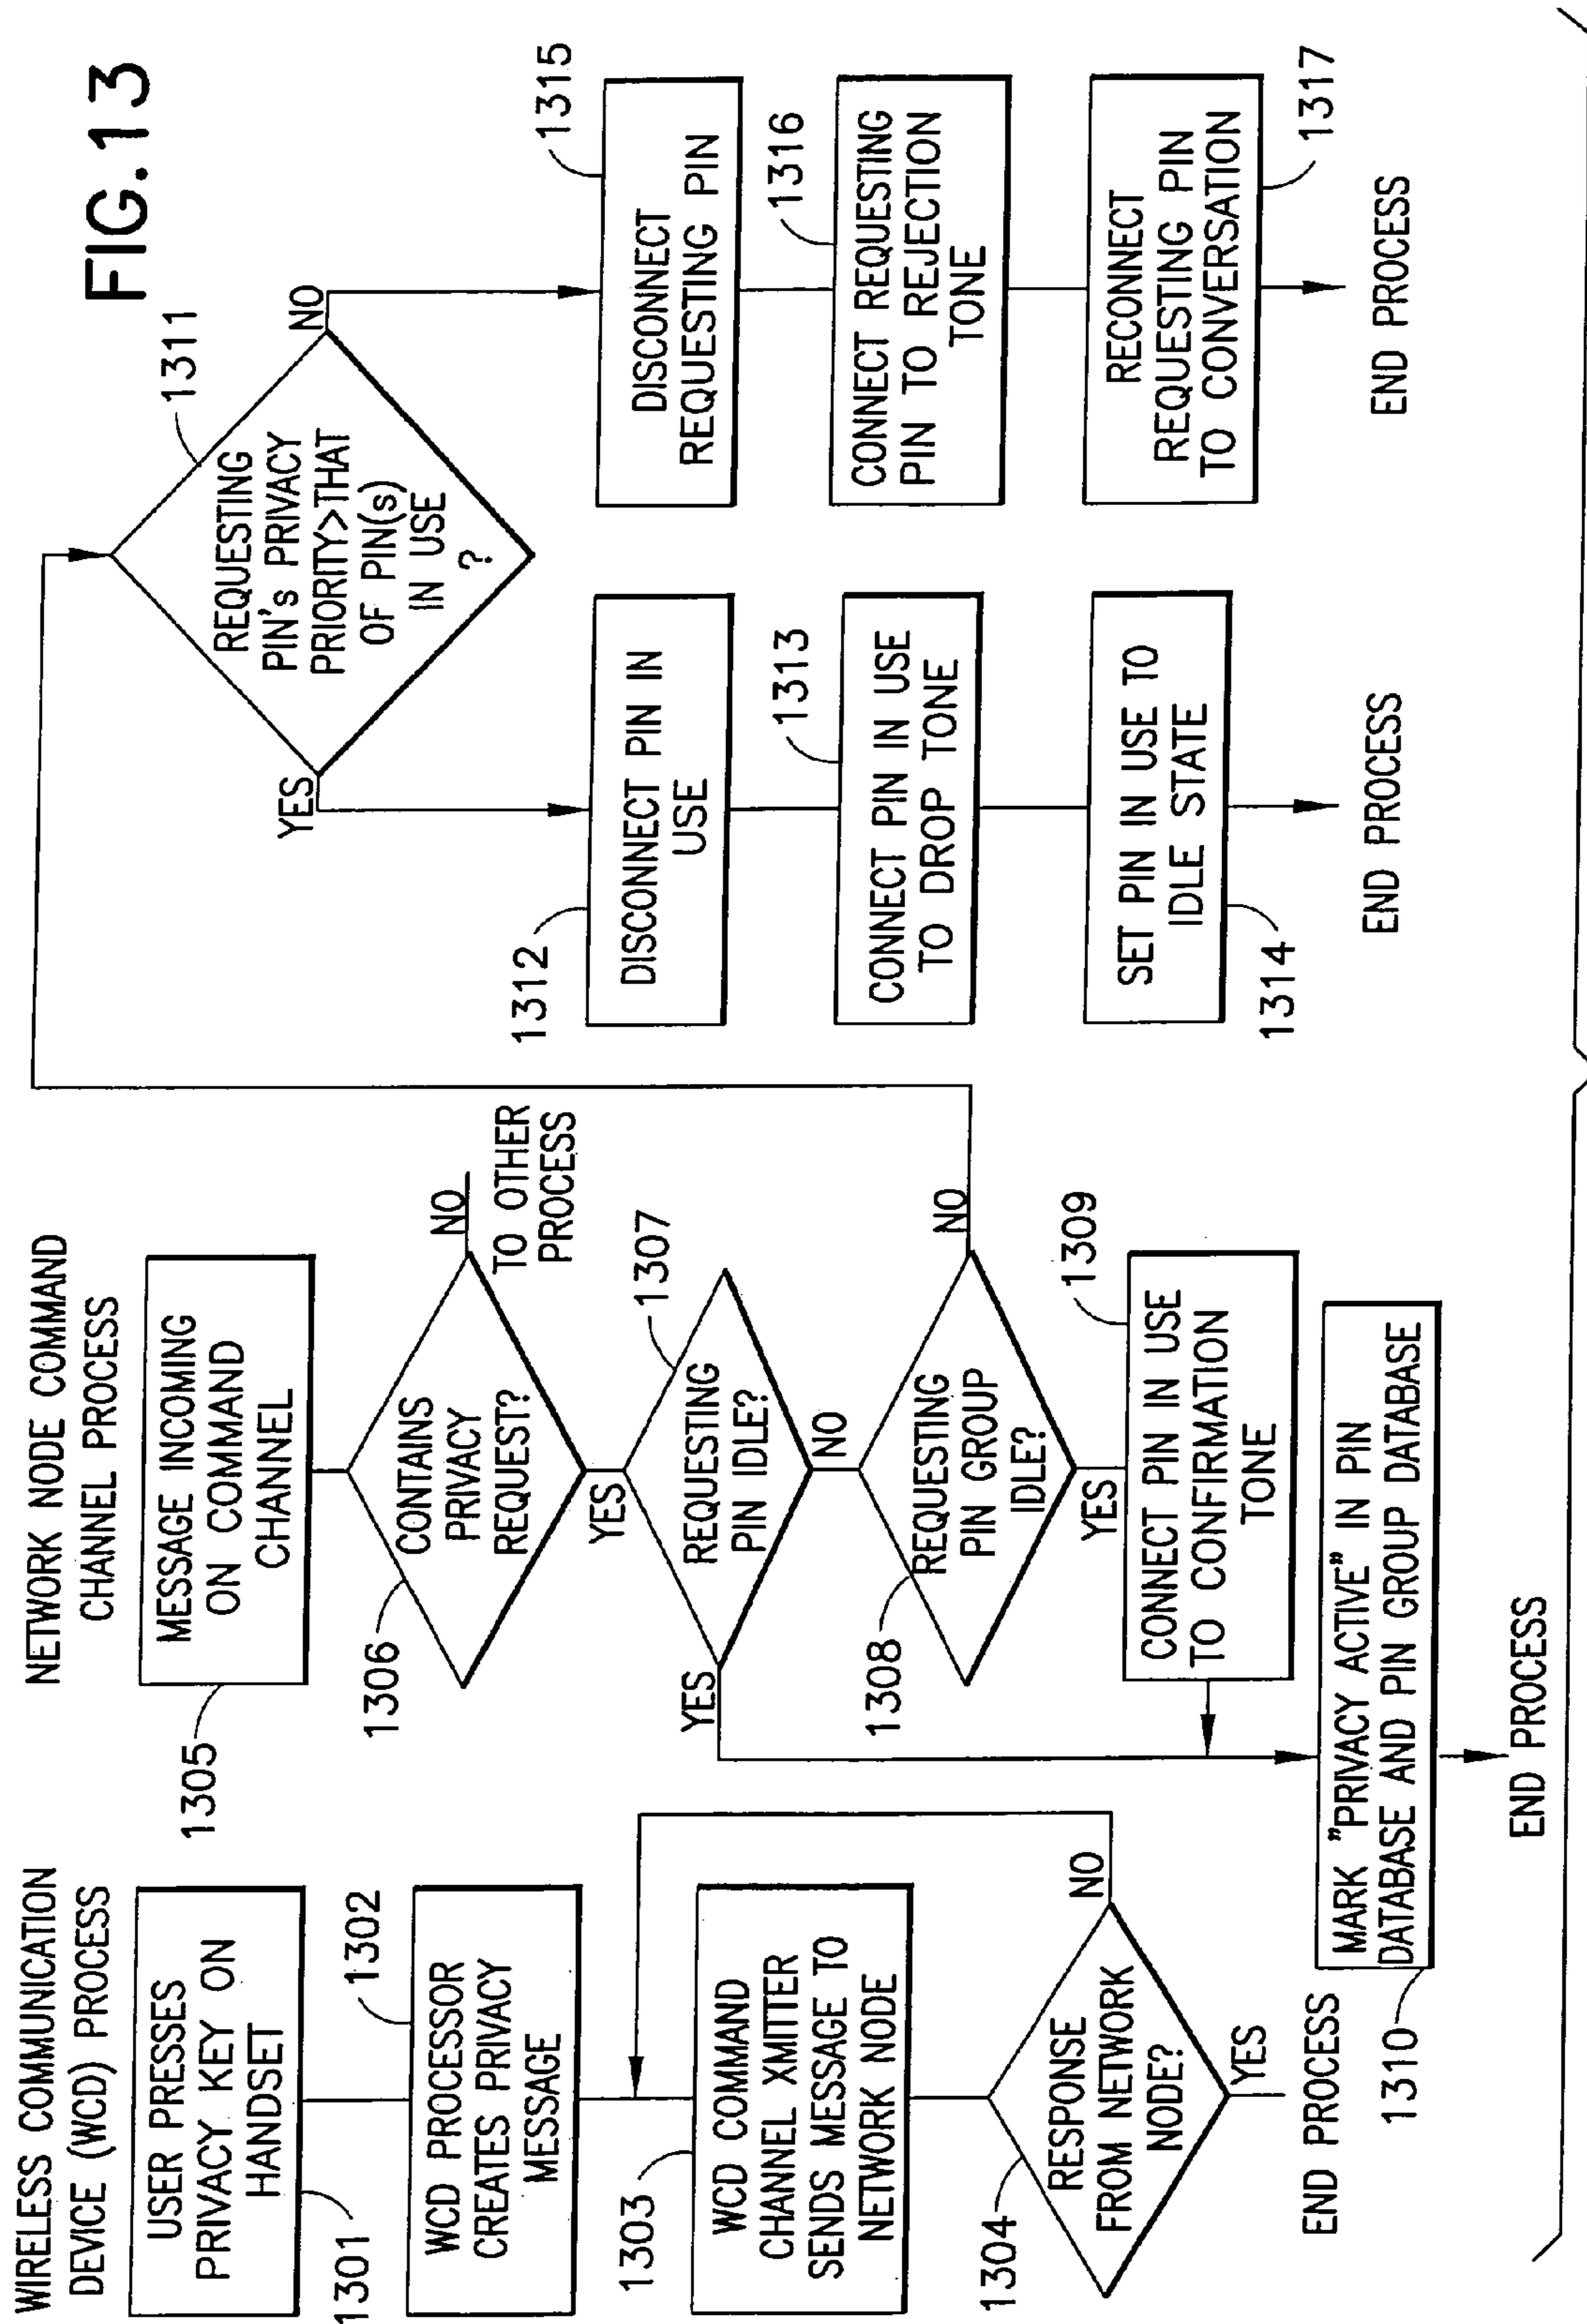 FIG.13
WIRELESS COMMUNICATION
DEVICE (WCD) PROCESS
USER PRESSES
PRIVACY KEY ON
HANDSET
1301
WCD PROCESSOR
CREATES PRIVACY
MESSAGE
1302
WCD COMMAND
CHANNEL XMITTER
SENDS MESSAGE TO
NETWORK NODE
1303
RESPONSE
FROM NETWORK
NODE?
1304
NO
YES
END PROCESS
NETWORK NODE COMMAND
CHANNEL PROCESS
MESSAGE INCOMING
ON COMMAND
CHANNEL
1305
CONTAINS
PRIVACY
REQUEST?
1306
NO
TO OTHER
PROCESS
YES
REQUESTING
PIN IDLE?
1307
YES
NO
REQUESTING
PIN GROUP
IDLE?
1308
NO
YES
CONNECT PIN IN USE
TO CONFIRMATION
TONE
1309
MARK "PRIVACY ACTIVE" IN PIN
DATABASE AND PIN GROUP DATABASE
1310
END PROCESS
REQUESTING
PIN's PRIVACY
PRIORITY>THAT
OF PIN(s)
IN USE
?
1311
YES
NO
DISCONNECT PIN IN
USE
1312
CONNECT PIN IN USE
TO DROP TONE
1313
SET PIN IN USE TO
IDLE STATE
1314
END PROCESS
DISCONNECT
REQUESTING PIN
1315
CONNECT REQUESTING
PIN TO REJECTION
TONE
1316
RECONNECT
REQUESTING PIN
TO CONVERSATION
1317
END PROCESS